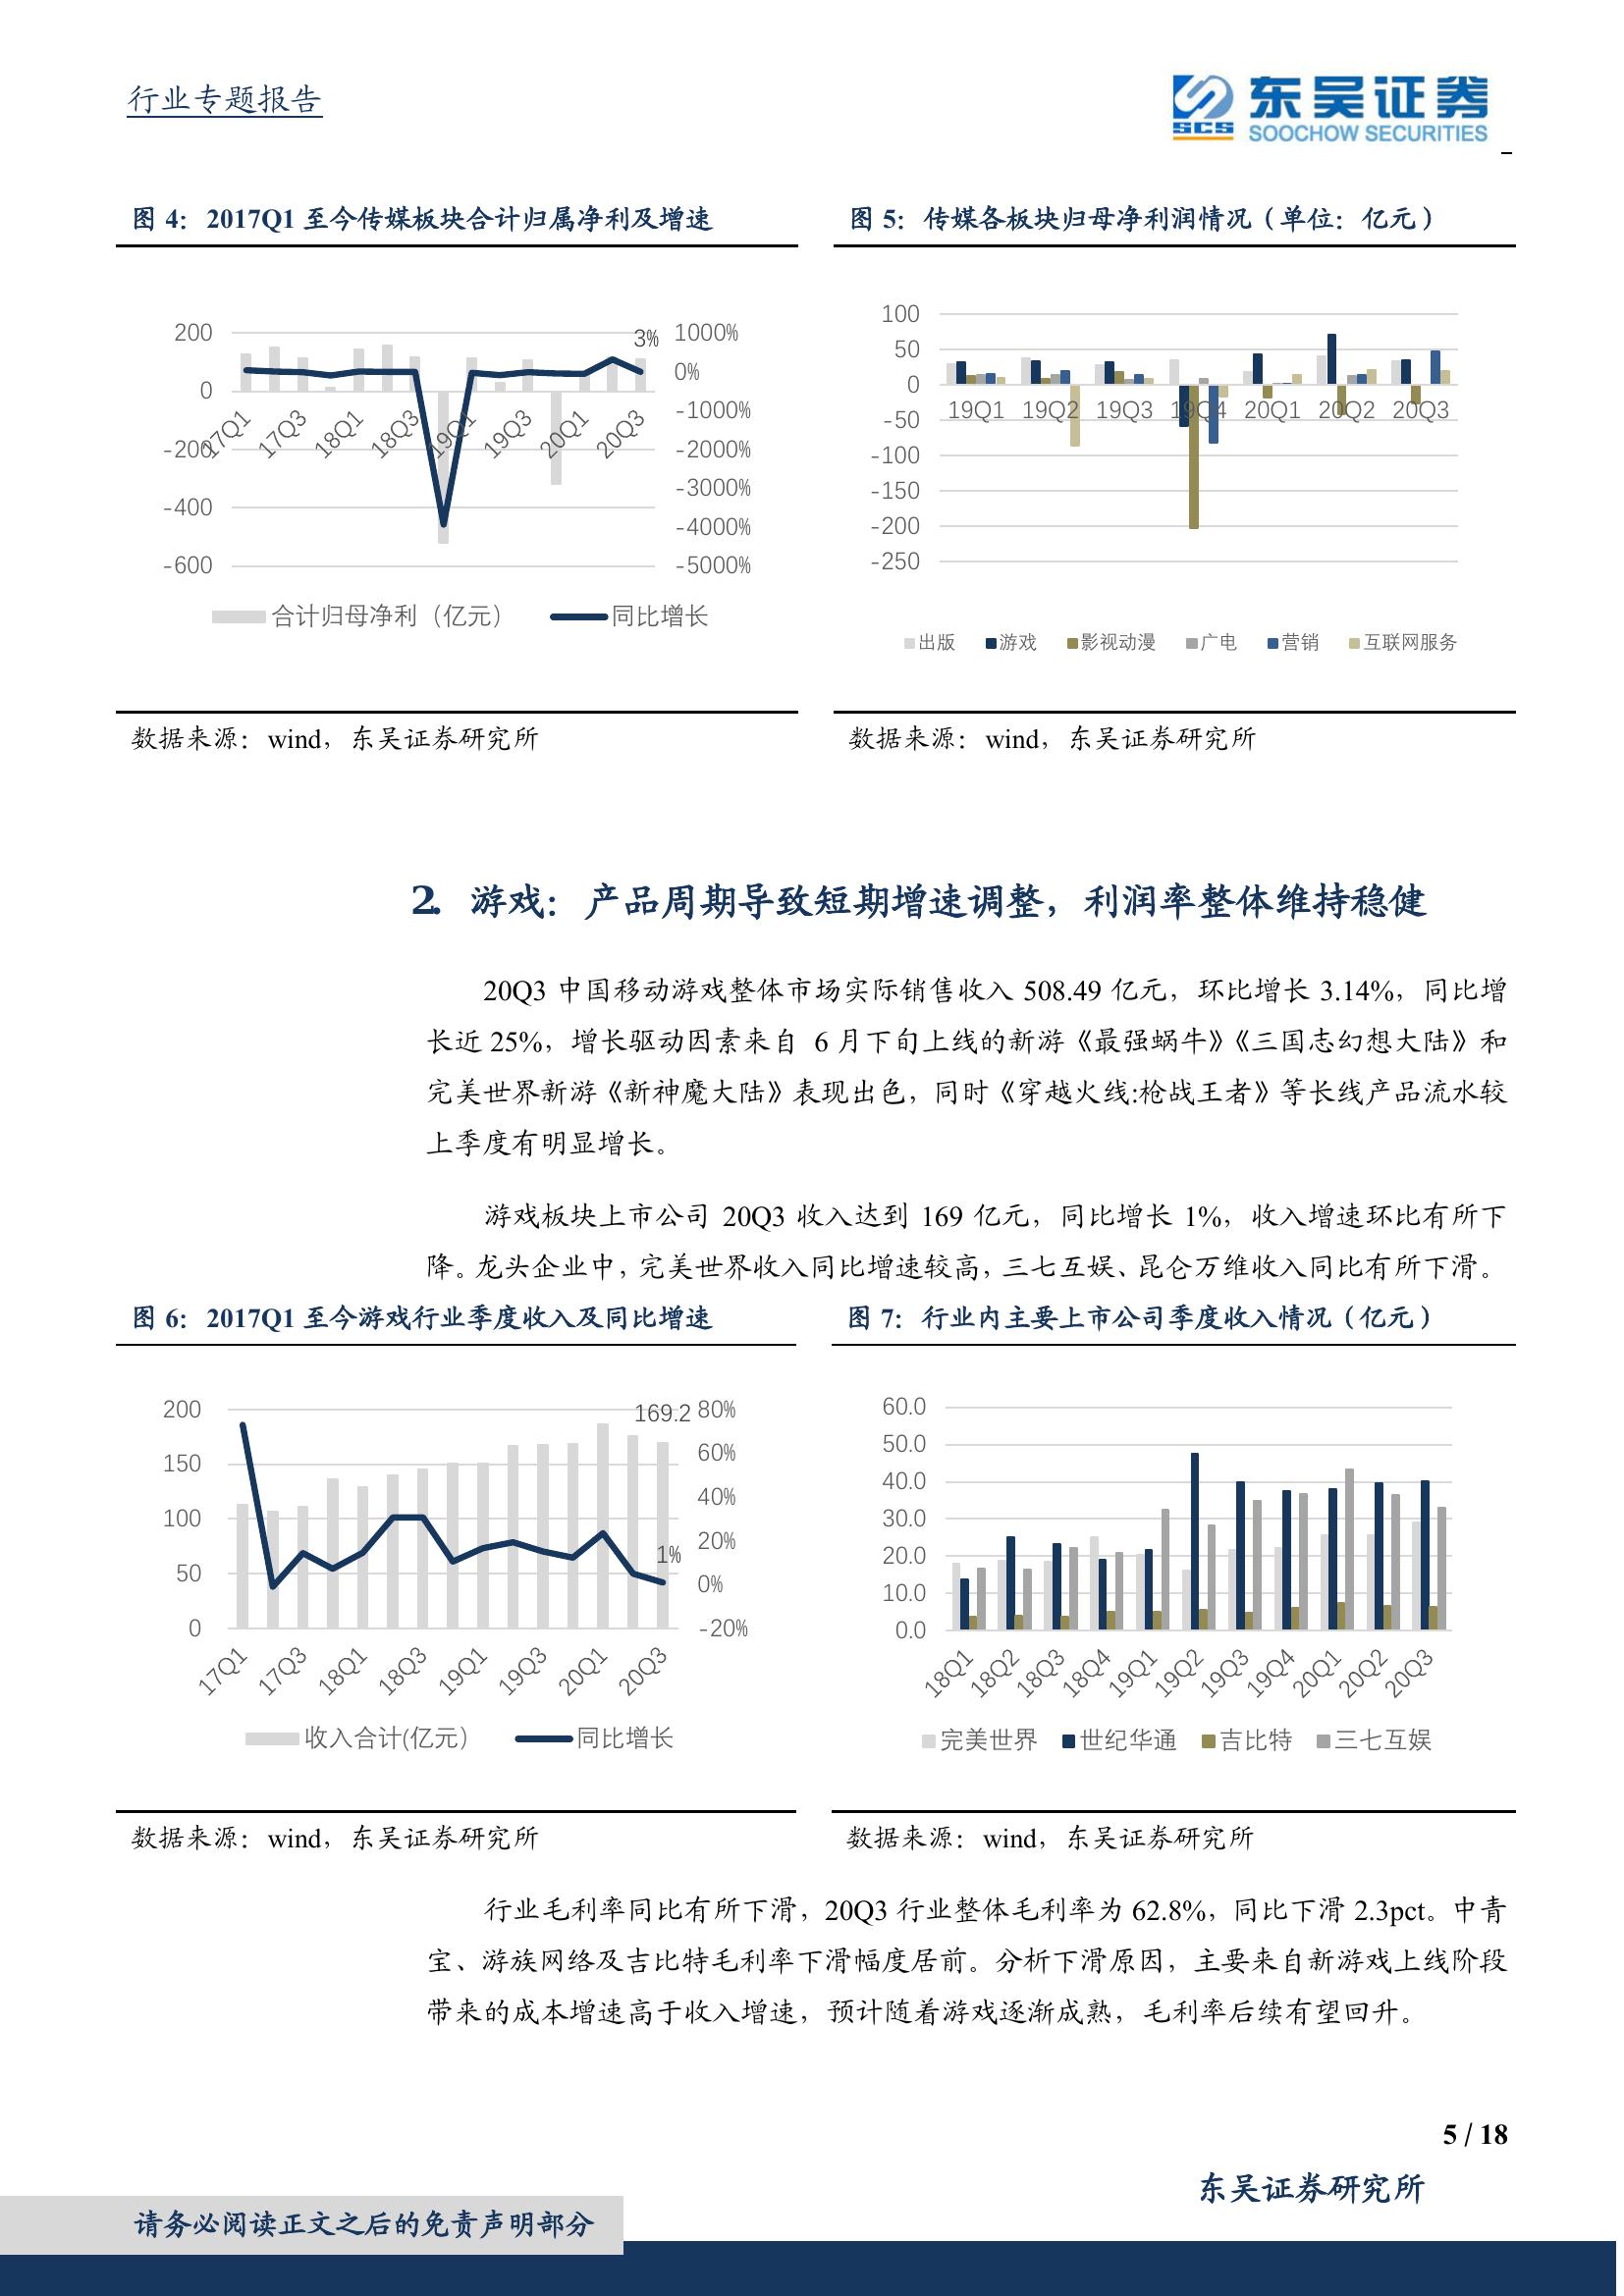 行业专题报告
SCS
东吴证券
SOOCHOW SECURITIES
图 4：2017Q1 至今传媒板块合计归属净利及增速
200
0
-200
-400
-600
1000%
0%
-1000%
-2000%
-3000%
-4000%
-5000%
3%
17Q1 17Q3 18Q1 18Q3 19Q1 19Q3 20Q1 20Q3
合计归母净利（亿元） 同比增长
数据来源：wind，东吴证券研究所
图 5：传媒各板块归母净利润情况（单位：亿元）
100
50
0
-50
-100
-150
-200
-250
19Q1 19Q2 19Q3 19Q4 20Q1 20Q2 20Q3
出版 游戏 影视动漫 广电 营销 互联网服务
数据来源：wind，东吴证券研究所
2. 游戏：产品周期导致短期增速调整，利润率整体维持稳健
20Q3 中国移动游戏整体市场实际销售收入 508.49 亿元，环比增长 3.14%，同比增
长近 25%，增长驱动因素来自 6 月下旬上线的新游《最强蜗牛》《三国志幻想大陆》和
完美世界新游《新神魔大陆》表现出色，同时《穿越火线:枪战王者》等长线产品流水较
上季度有明显增长。
游戏板块上市公司 20Q3 收入达到 169 亿元，同比增长 1%，收入增速环比有所下
降。龙头企业中，完美世界收入同比增速较高，三七互娱、昆仑万维收入同比有所下滑。
图 6：2017Q1 至今游戏行业季度收入及同比增速
200
150
100
50
0
169.2
1%
80%
60%
40%
20%
0%
-20%
17Q1 17Q3 18Q1 18Q3 19Q1 19Q3 20Q1 20Q3
收入合计(亿元） 同比增长
数据来源：wind，东吴证券研究所
图 7：行业内主要上市公司季度收入情况（亿元）
60.0
50.0
40.0
30.0
20.0
10.0
0.0
18Q1 18Q2 18Q3 18Q4 19Q1 19Q2 19Q3 19Q4 20Q1 20Q2 20Q3
完美世界 世纪华通 吉比特 三七互娱
数据来源：wind，东吴证券研究所
行业毛利率同比有所下滑，20Q3 行业整体毛利率为 62.8%，同比下滑 2.3pct。中青
宝、游族网络及吉比特毛利率下滑幅度居前。分析下滑原因，主要来自新游戏上线阶段
带来的成本增速高于收入增速，预计随着游戏逐渐成熟，毛利率后续有望回升。
5 / 18
东吴证券研究所
请务必阅读正文之后的免责声明部分